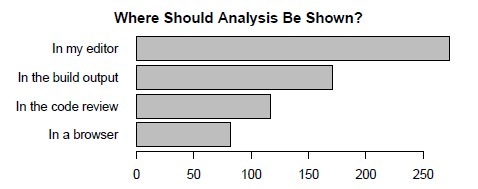 Where Should Analysis Be Shown?
In my editor
In the build output
In the code review
In a browser
0 50 100 150 200 250